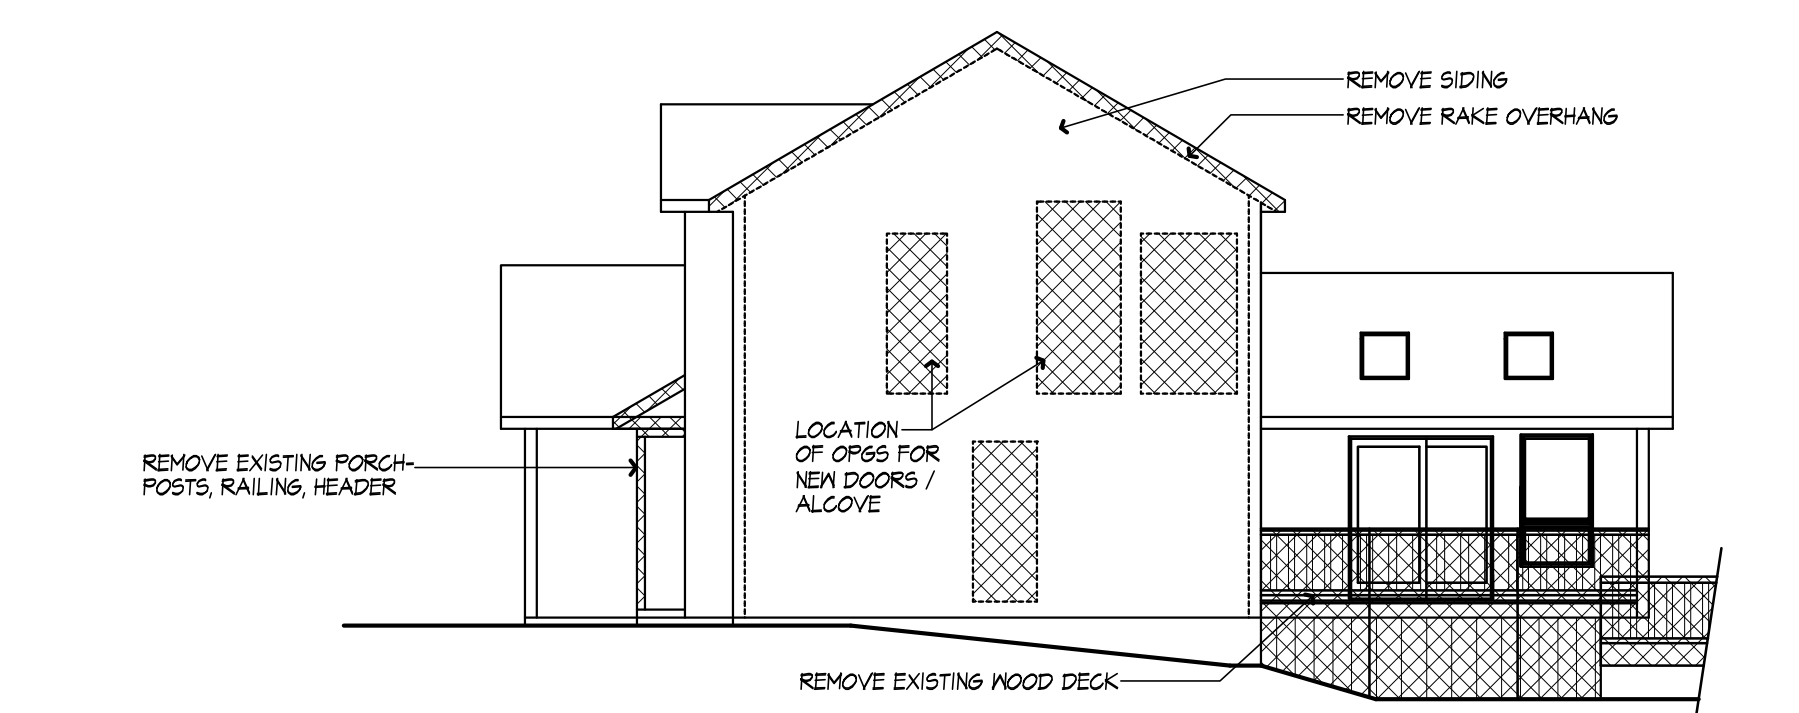 REMOVE SIDING
REMOVE RAKE OVERHANG
LOCATION
OF OPGS FOR
NEW DOORS /
ALCOVE
REMOVE EXISTING PORCH-
POSTS, RAILING, HEADER
REMOVE EXISTING WOOD DECK